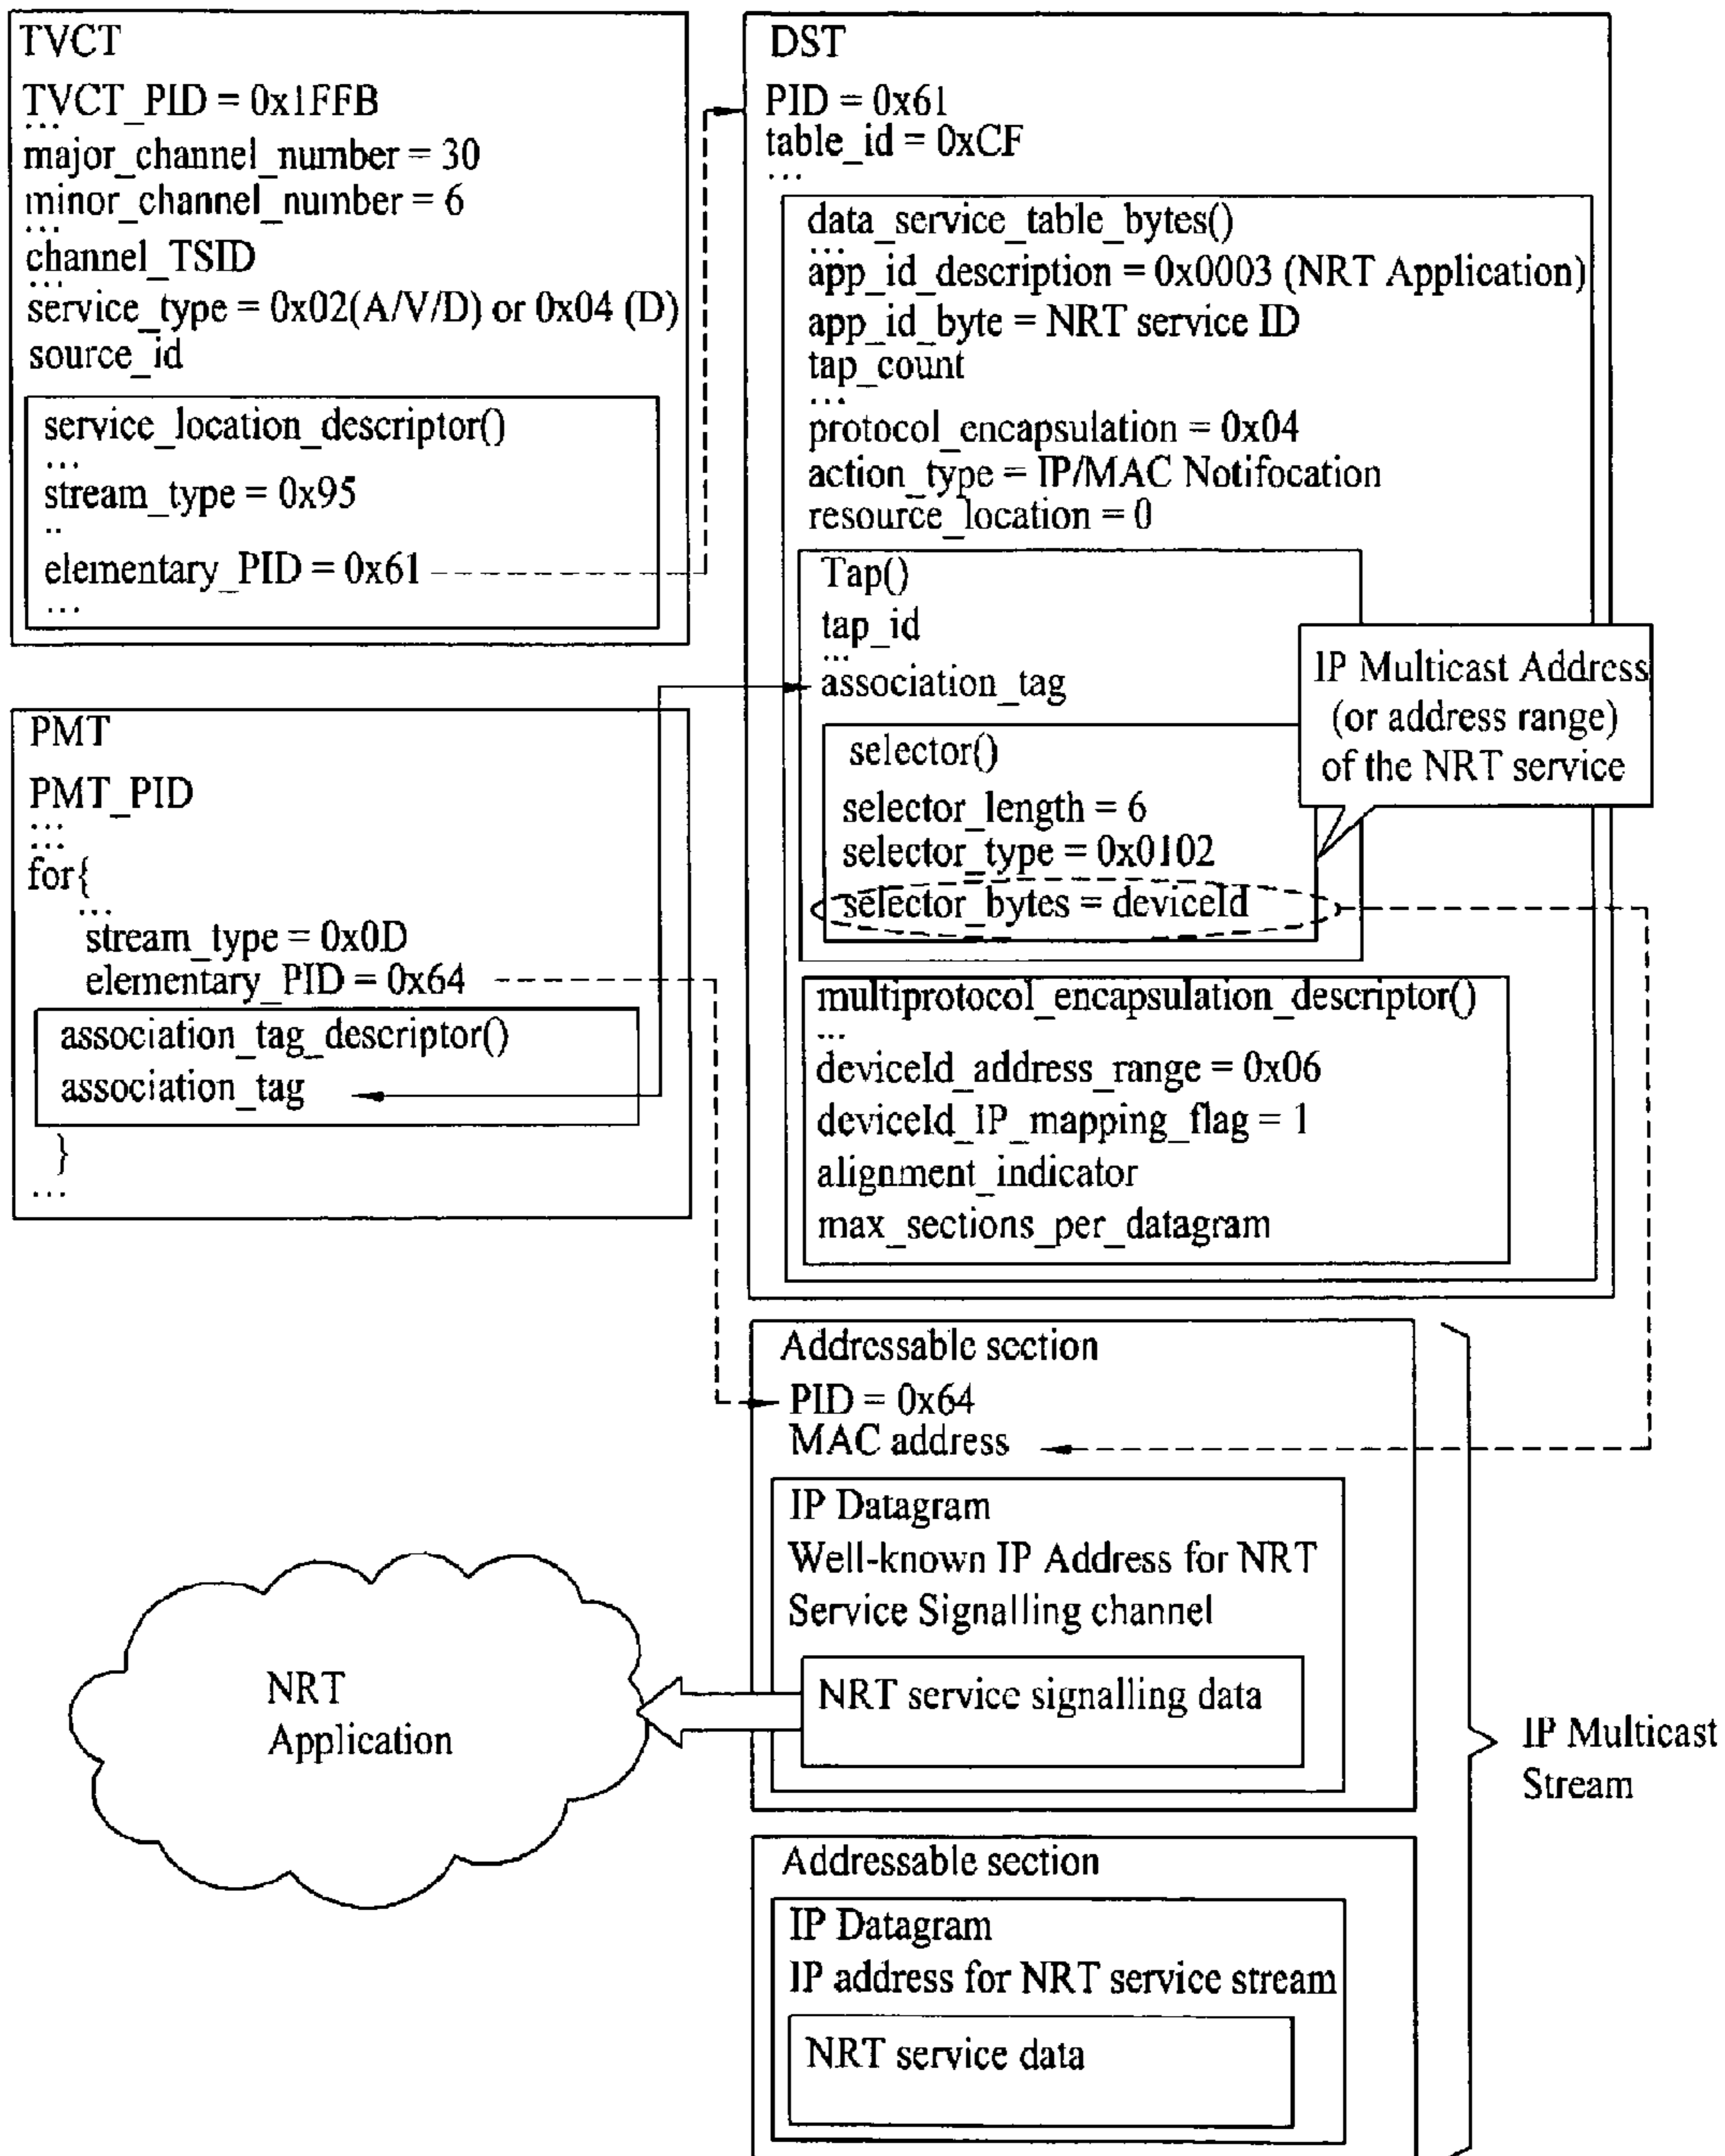 TVCT
TVCT_PID = 0x1FFB
...
major_channel_number = 30
minor_channel_number = 6
...
channel_TSID
...
service_type = 0x02(A/V/D) or 0x04 (D)
source_id
service_location_descriptor()
...
stream_type = 0x95
..
elementary_PID = 0x61
...
PMT
PMT_PID
...
...
for{
...
stream_type = 0x0D
elementary_PID = 0x64
association_tag_descriptor()
association_tag
}
...
DST
PID = 0x61
table_id = 0xCF
...
data_service_table_bytes()
...
app_id_description = 0x0003 (NRT Application)
app_id_byte = NRT service ID
tap_count
...
protocol_encapsulation = 0x04
action_type = IP/MAC Notifocation
resource_location = 0
Tap()
tap_id
...
association_tag
selector()
selector_length = 6
selector_type = 0x0102
selector_bytes = deviceId
IP Multicast Address
(or address range)
of the NRT service
multiprotocol_encapsulation_descriptor()
...
deviceId_address_range = 0x06
deviceId_IP_mapping_flag = 1
alignment_indicator
max_sections_per_datagram
Addressable section
PID = 0x64
MAC address
IP Datagram
Well-known IP Address for NRT
Service Signalling channel
NRT service signalling data
NRT
Application
IP Multicast
Stream
Addressable section
IP Datagram
IP address for NRT service stream
NRT service data